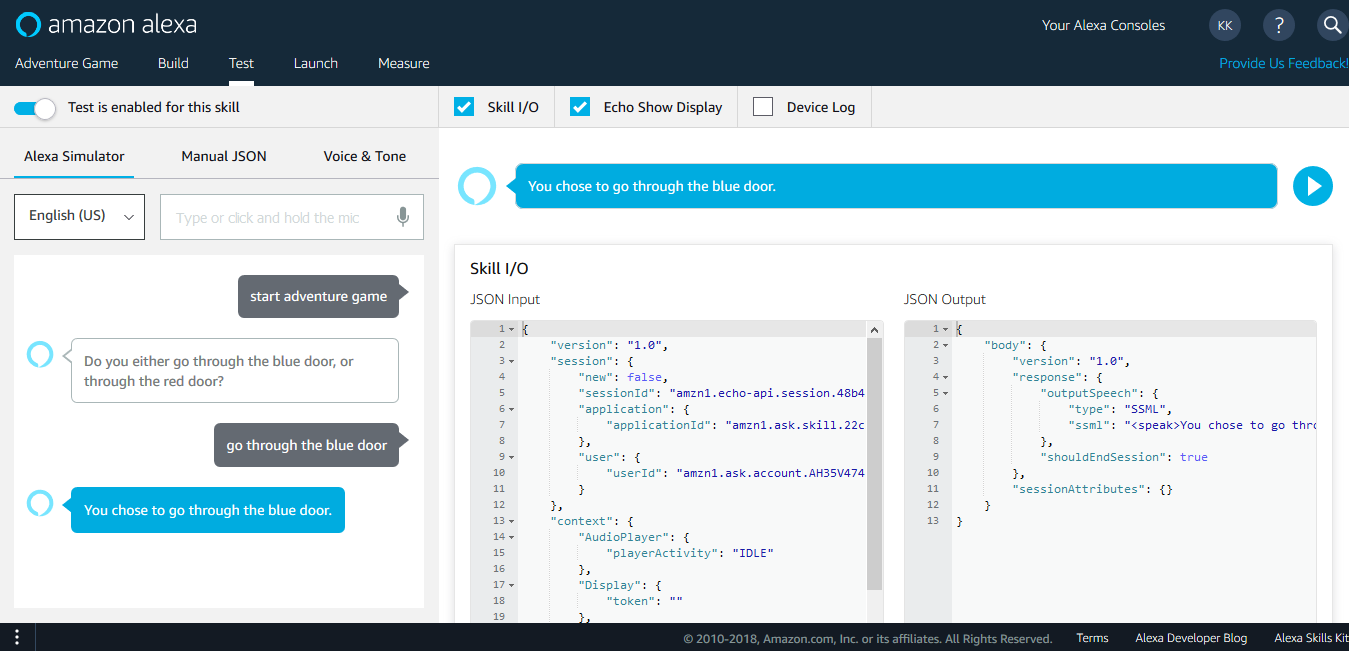 amazon alexa
Your Alexa Consoles
KK
?
Adventure Game
Build
Test
Launch
Measure
Provide Us Feedback!
Test is enabled for this skill
Skill I/O
Echo Show Display
Device Log
Alexa Simulator
Manual JSON
Voice & Tone
English (US)
Type or click and hold the mic
start adventure game
Do you either go through the blue door, or
through the red door?
go through the blue door
You chose to go through the blue door.
You chose to go through the blue door.
Skill I/O
JSON Input
1 {
2 "version": "1.0",
3 "session": {
4 "new": false,
5 "sessionId": "amzn1.echo-api.session.48b4
6 "application": {
7 "applicationId": "amzn1.ask.skill.22c
8 },
9 "user": {
10 "userId": "amzn1.ask.account.AH35V474
11 }
12 },
13 "context": {
14 "AudioPlayer": {
15 "playerActivity": "IDLE"
16 },
17 "Display": {
18 "token": ""
19 },
JSON Output
1 {
2 "body": {
3 "version": "1.0",
4 "response": {
5 "outputSpeech": {
6 "type": "SSML",
7 "ssml": "<speak>You chose to go thro
8 },
9 "shouldEndSession": true
10 },
11 "sessionAttributes": {}
12 }
13 }
© 2010-2018, Amazon.com, Inc. or its affiliates. All Rights Reserved.
Terms
Alexa Developer Blog
Alexa Skills Kit